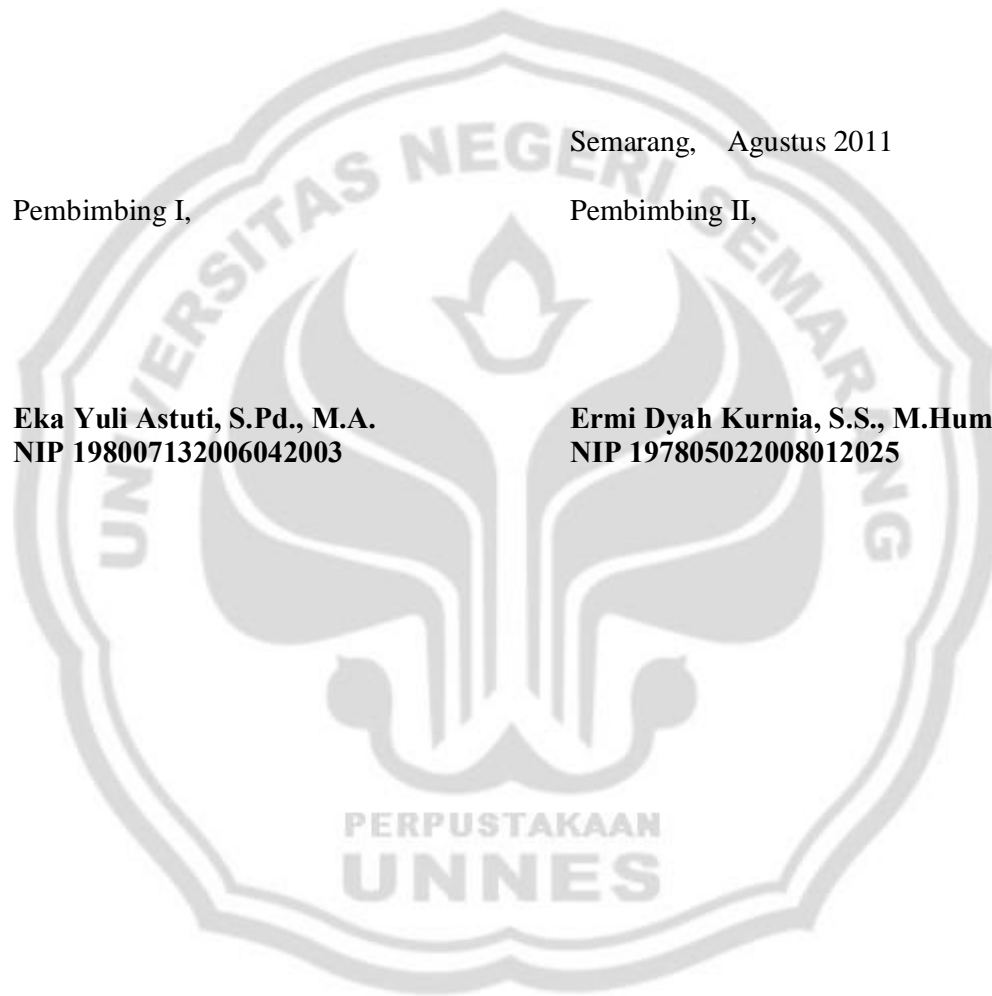 Semarang, Agustus 2011
Pembimbing I, Pembimbing II,
Eka Yuli Astuti, S.Pd., M.A. Ermi Dyah Kurnia, S.S., M.Hum
NIP 198007132006042003 NIP 197805022008012025
UNIVERSITAS NEGERI SEMARANG
PERPUSTAKAAN
UNNES